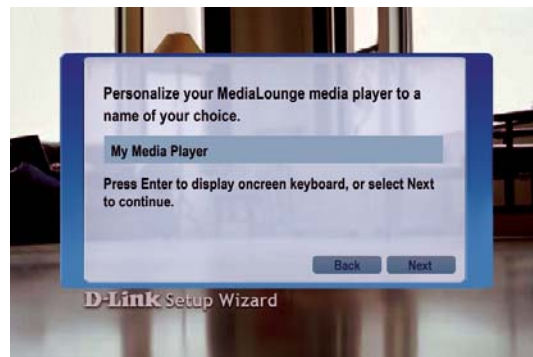 Personalize your MediaLounge media player to a
name of your choice.
My Media Player
Press Enter to display onscreen keyboard, or select Next
to continue.
Back Next
D-Link Setup Wizard